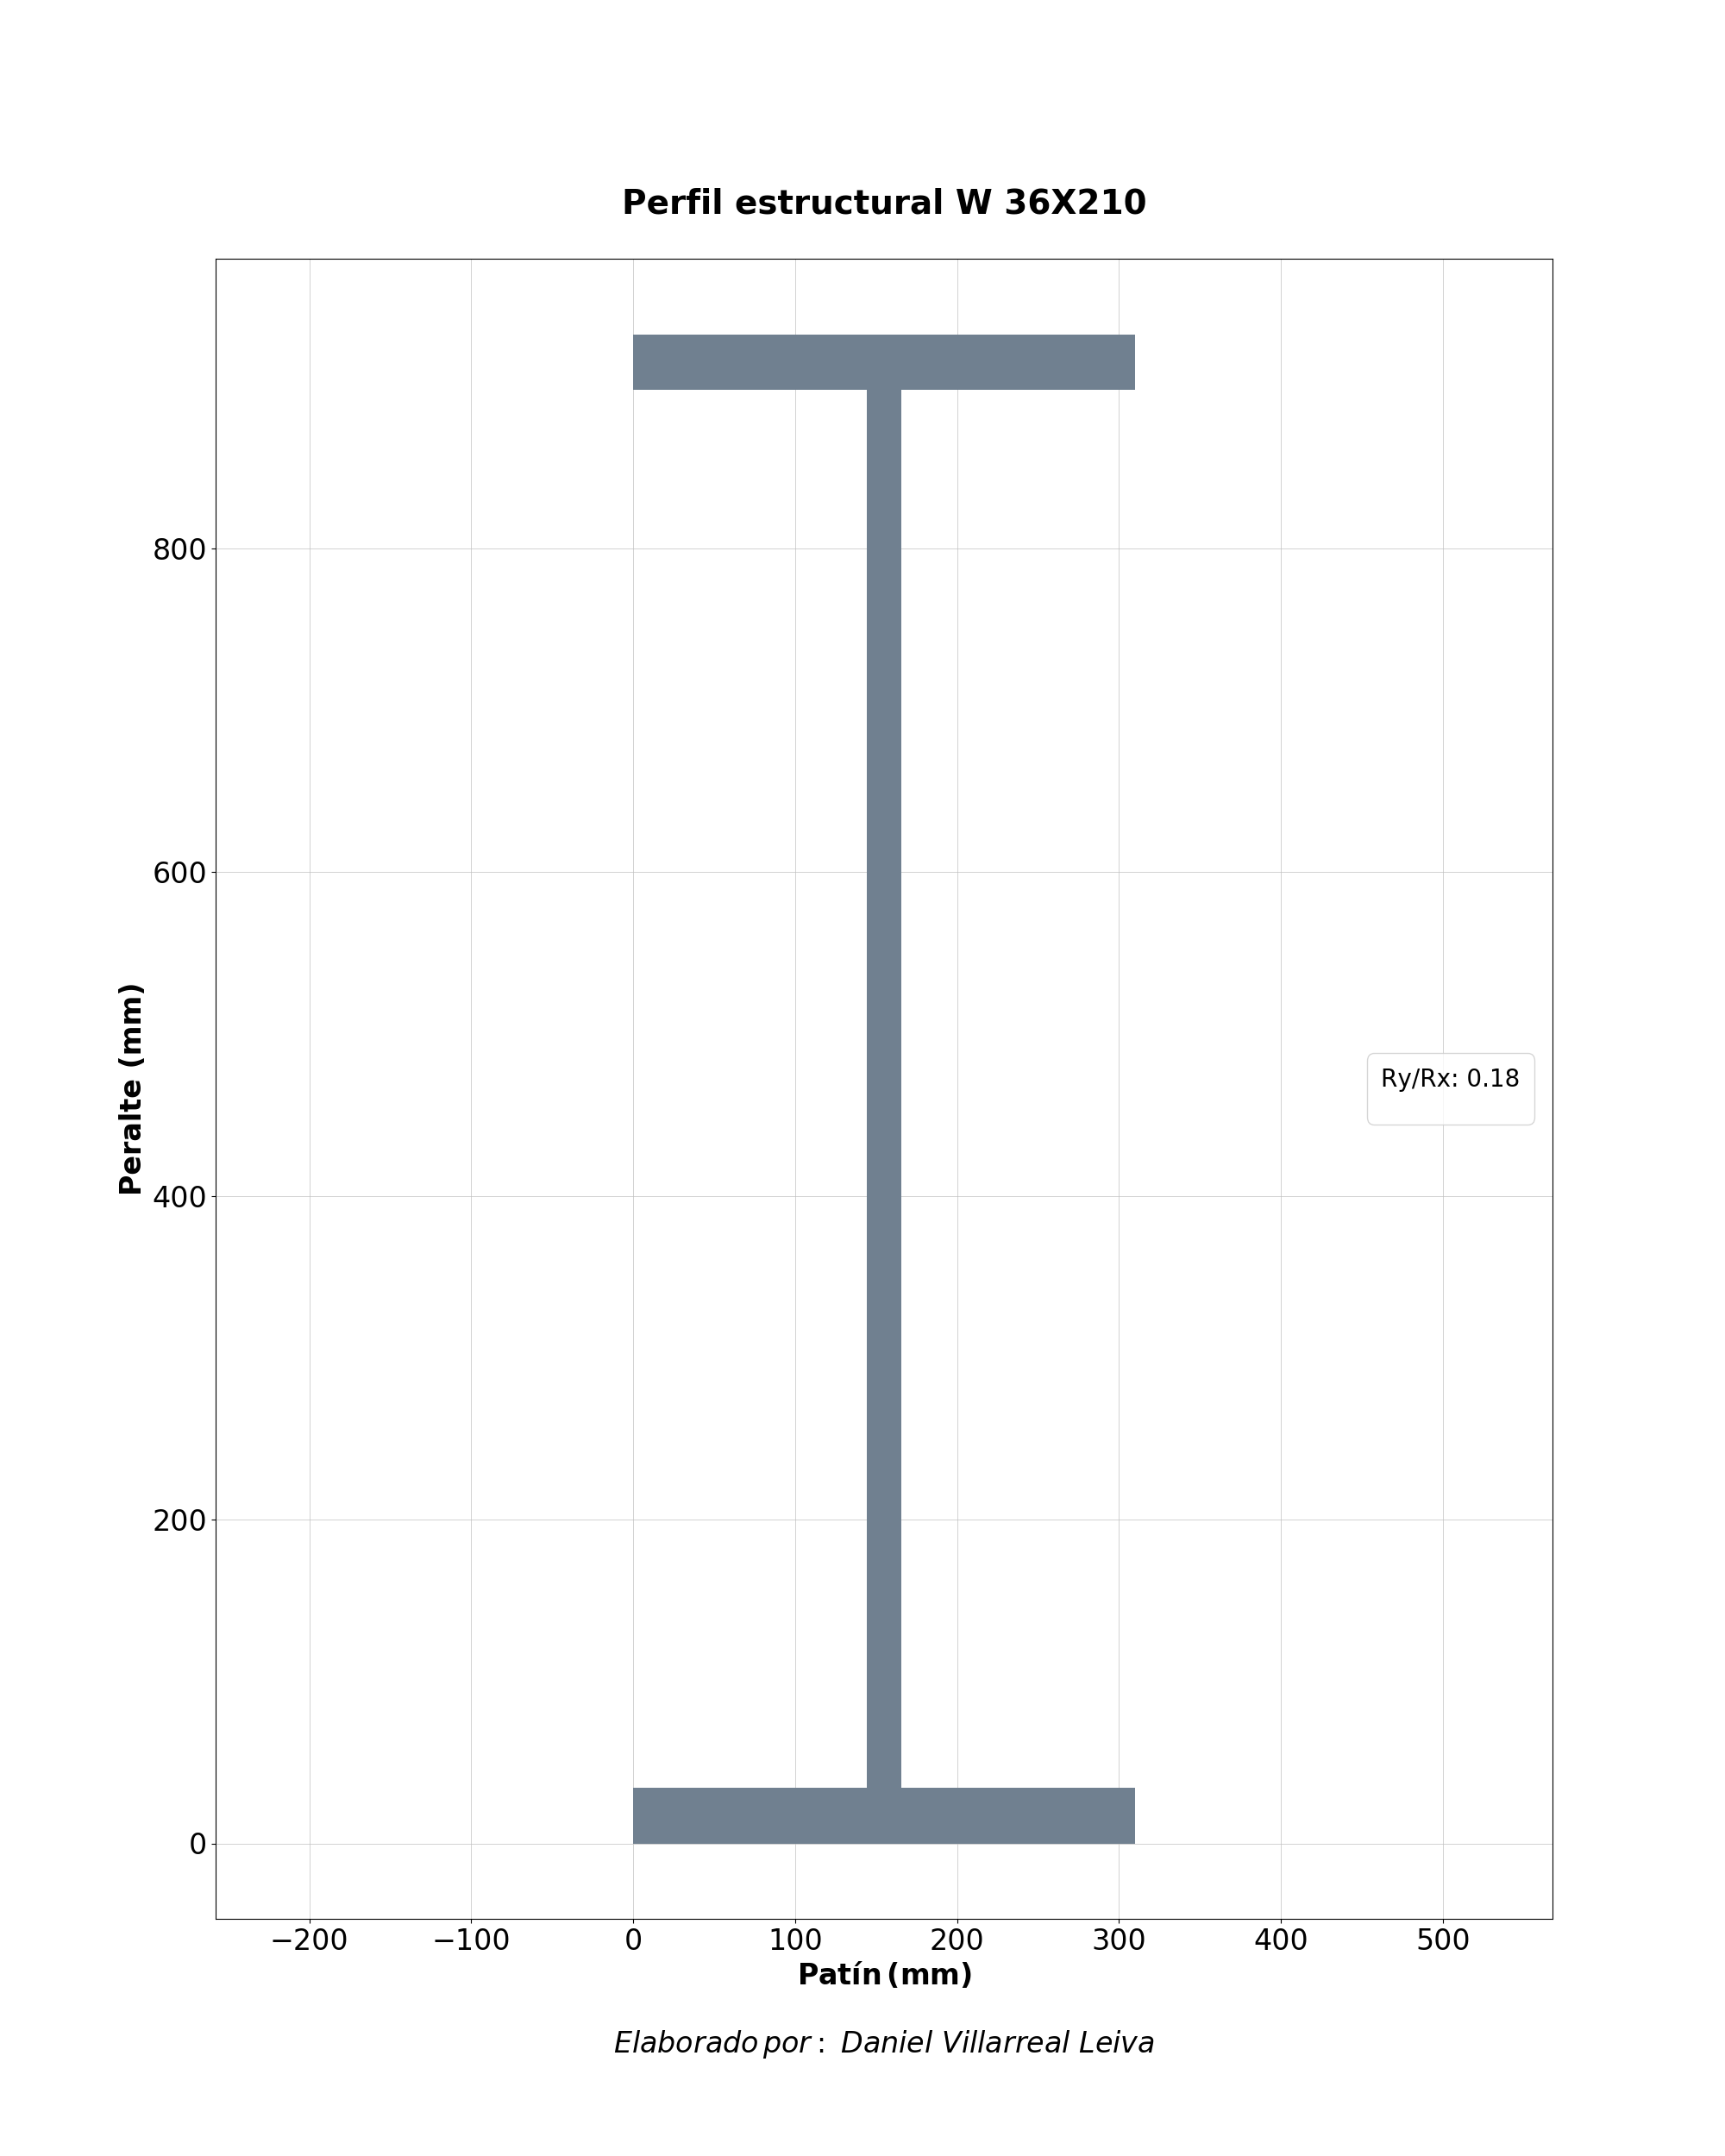 Perfil estructural W 36X210
Peralte (mm)
800
600
400
200
0
Ry/Rx: 0.18
−200 −100 0 100 200 300 400 500
Patín (mm)
Elaborado por: Daniel Villarreal Leiva